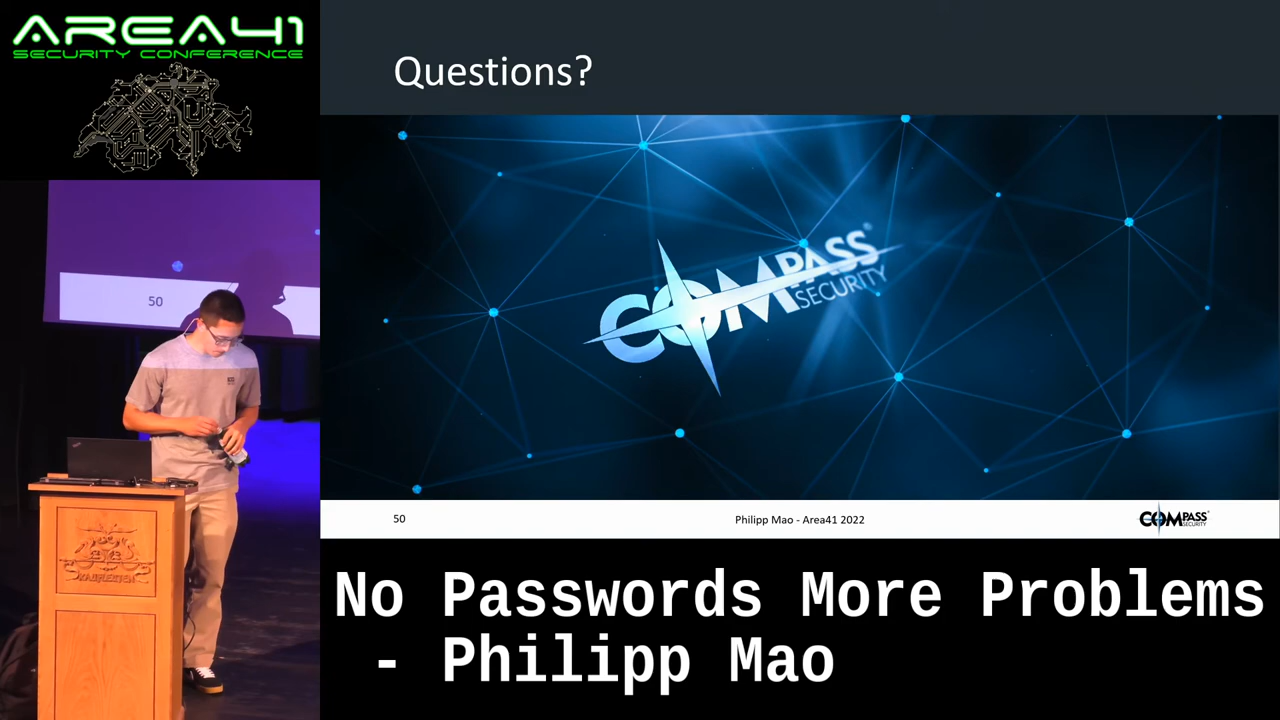 AREA41
SECURITY CONFERENCE
Questions?
COMPASS®
SECURITY
50
50
Philipp Mao - Area41 2022
COMPASS
SECURITY
No Passwords More Problems
- Philipp Mao